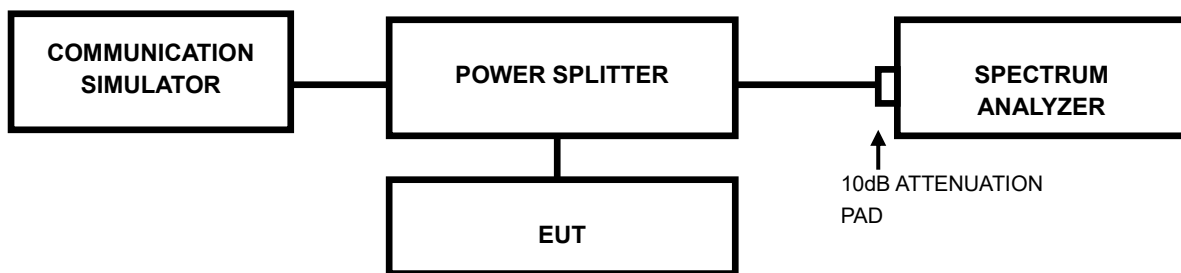 COMMUNICATION
SIMULATOR
POWER SPLITTER
SPECTRUM
ANALYZER
10dB ATTENUATION
PAD
EUT